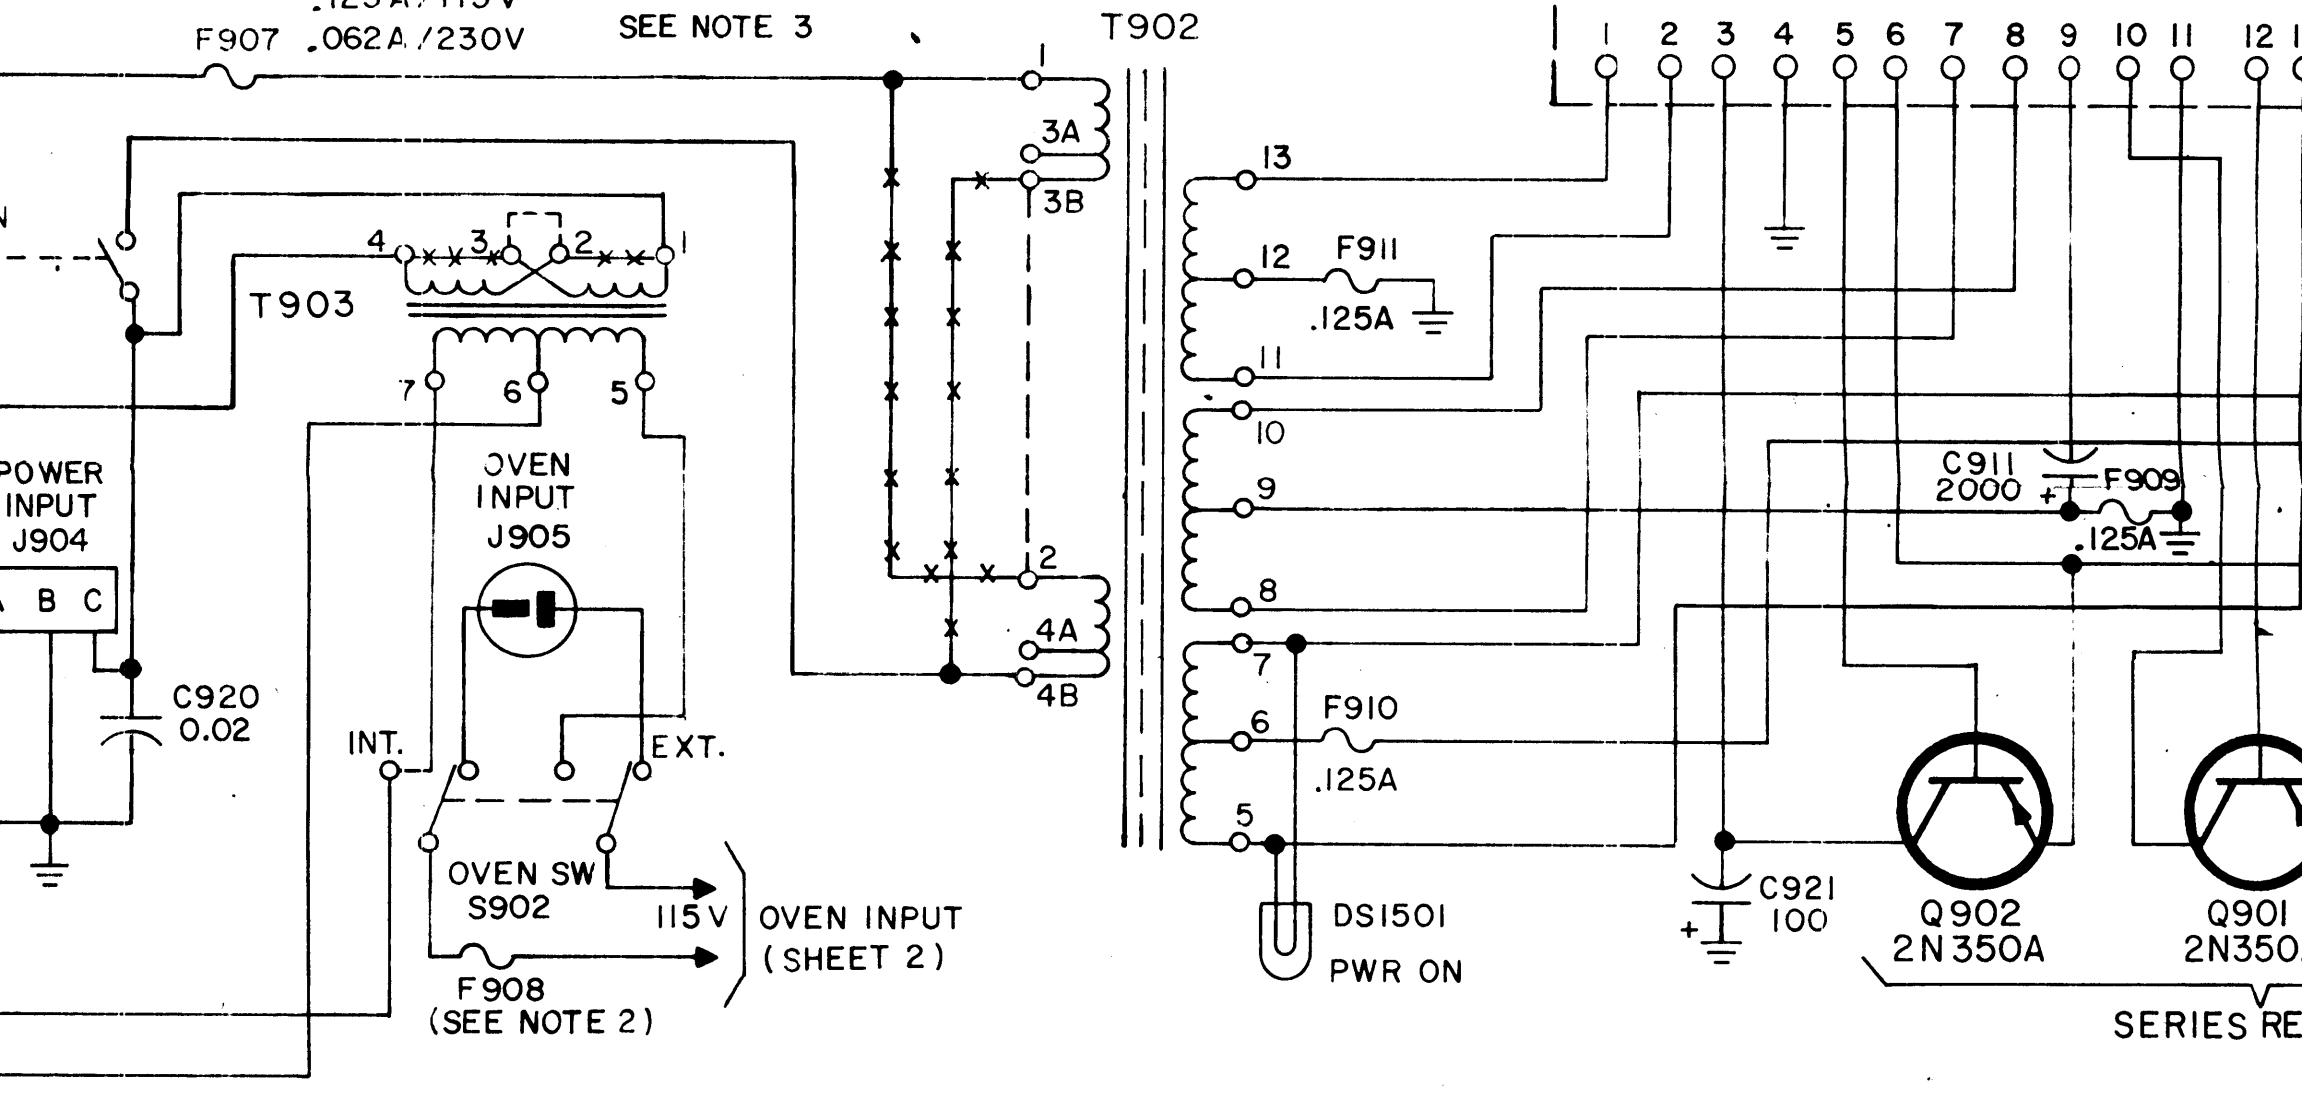 .125A/115V
F907 .062A/230V
SEE NOTE 3
T902
1 2 3 4 5 6 7 8 9 10 11 12
1
3A
3B
13
12
F911
.125A
11
10
9
8
7
6
F910
.125A
5
4 3 2 1
T903
7 6 5
POWER
INPUT
J904
B C
OVEN
INPUT
J905
2
4A
4B
C911
2000
+
F909
.125A
C920
0.02
INT.
EXT.
OVEN SW
S902
115V
OVEN INPUT
(SHEET 2)
F908
(SEE NOTE 2)
DS1501
PWR ON
C921
100
+
Q902
2N350A
Q901
2N350
SERIES RE